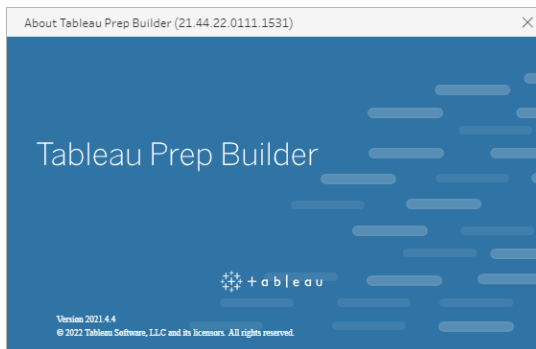 About Tableau Prep Builder (21.44.22.0111.1531)
Tableau Prep Builder
+ableau
Version 2021.4.4
© 2022 Tableau Software, LLC and its licensors. All rights reserved.